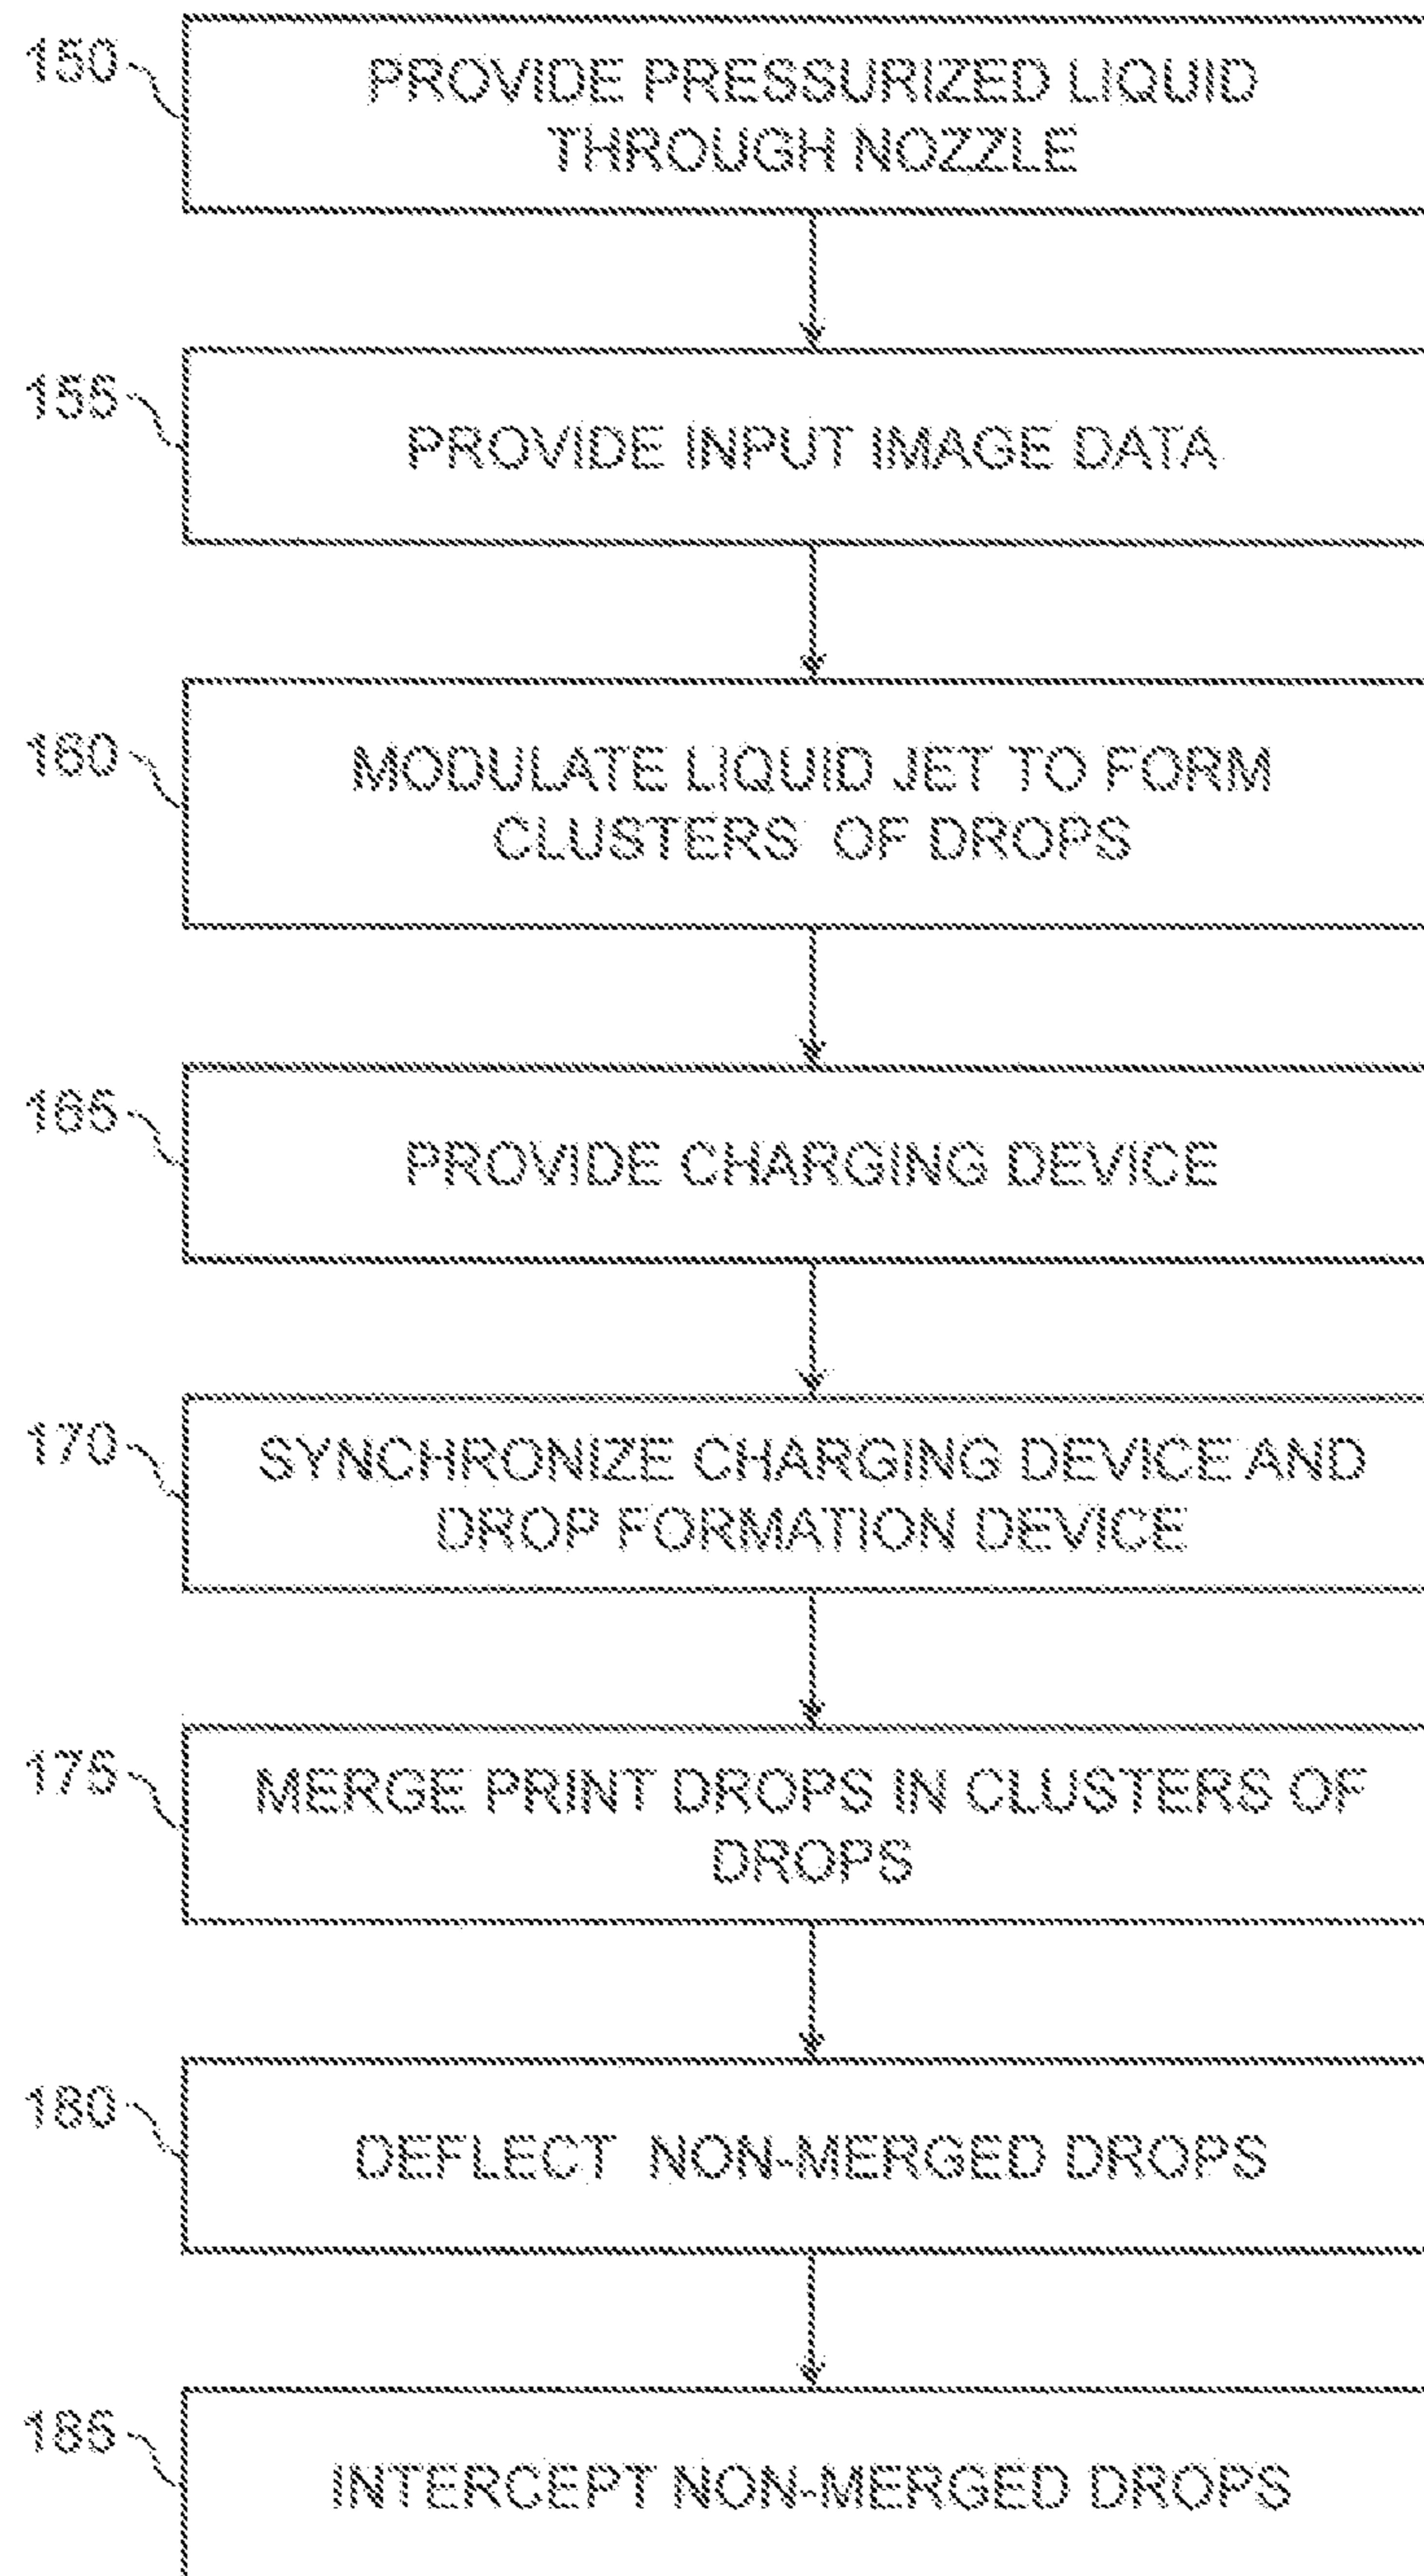 150
PROVIDE PRESSURIZED LIQUID
THROUGH NOZZLE
155
PROVIDE INPUT IMAGE DATA
160
MODULATE LIQUID JET TO FORM
CLUSTERS OF DROPS
165
PROVIDE CHARGING DEVICE
170
SYNCHRONIZE CHARGING DEVICE AND
DROP FORMATION DEVICE
175
MERGE PRINT DROPS IN CLUSTERS OF
DROPS
180
DEFLECT NON-MERGED DROPS
185
INTERCEPT NON-MERGED DROPS